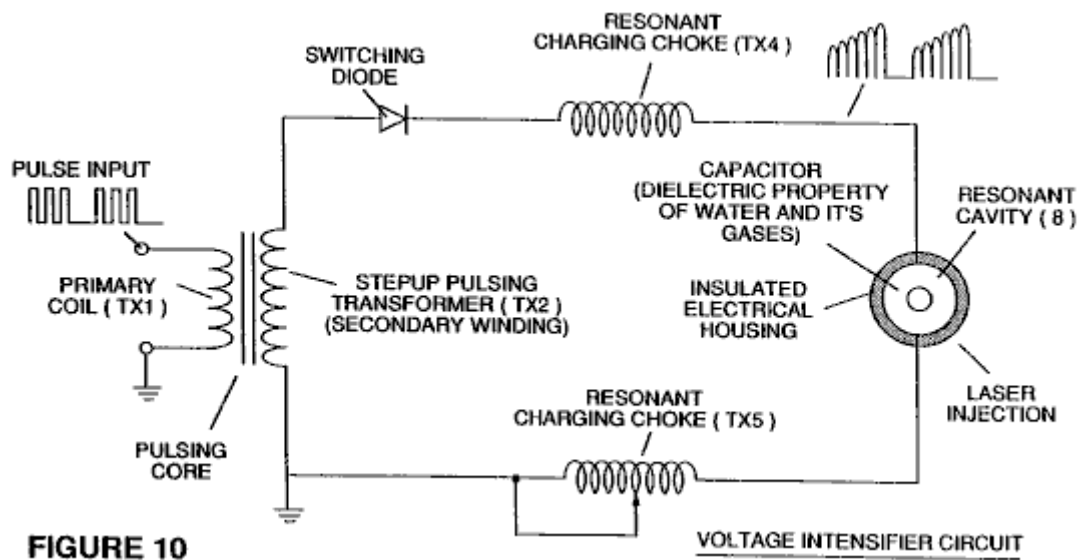 RESONANT
CHARGING CHOKE (TX4)
SWITCHING
DIODE
PULSE INPUT
CAPACITOR
(DIELECTRIC PROPERTY
OF WATER AND IT'S
GASES)
RESONANT
CAVITY (8)
PRIMARY
COIL (TX1)
STEPUP PULSING
TRANSFORMER (TX2)
(SECONDARY WINDING)
INSULATED
ELECTRICAL
HOUSING
LASER
INJECTION
RESONANT
CHARGING CHOKE (TX5)
PULSING
CORE
FIGURE 10
VOLTAGE INTENSIFIER CIRCUIT